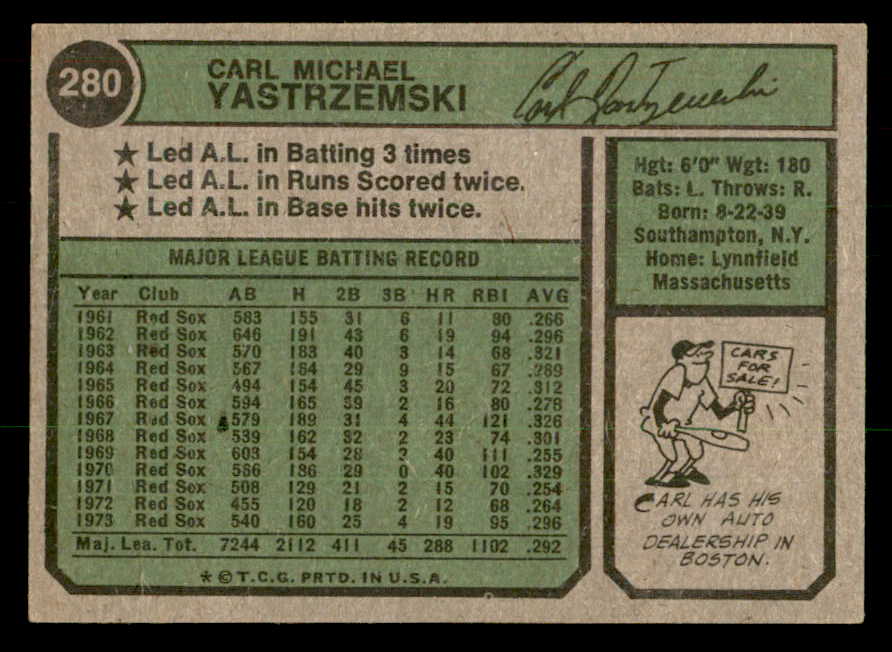 280
CARL MICHAEL
YASTRZEMSKI
Carl Yastrzemski
★ Led A.L. in Batting 3 times
★ Led A.L. in Runs Scored twice.
★ Led A.L. in Base hits twice.
Hgt: 6'0" Wgt: 180
Bats: L. Throws: R.
Born: 8-22-39
Southampton, N.Y.
Home: Lynnfield
Massachusetts
MAJOR LEAGUE BATTING RECORD
Year Club AB H 2B 3B HR RBI AVG
1961 Red Sox 583 155 31 6 11 80 .266
1962 Red Sox 646 191 43 6 19 94 .296
1963 Red Sox 570 183 40 3 14 68 .321
1964 Red Sox 567 164 29 9 15 67 .289
1965 Red Sox 494 154 45 3 20 72 .312
1966 Red Sox 594 165 39 2 16 80 .278
1967 Red Sox 579 189 31 4 44 121 .326
1968 Red Sox 539 162 32 2 23 74 .301
1969 Red Sox 603 154 28 2 40 111 .255
1970 Red Sox 566 186 29 0 40 102 .329
1971 Red Sox 508 129 21 2 15 70 .254
1972 Red Sox 455 120 18 2 12 68 .264
1973 Red Sox 540 160 25 4 19 95 .296
Maj. Lea. Tot. 7244 2112 411 45 288 1102 .292
* © T.C.G. PRTD. IN U.S.A.
CARS
FOR
SALE!
CARL HAS HIS
OWN AUTO
DEALERSHIP IN
BOSTON.